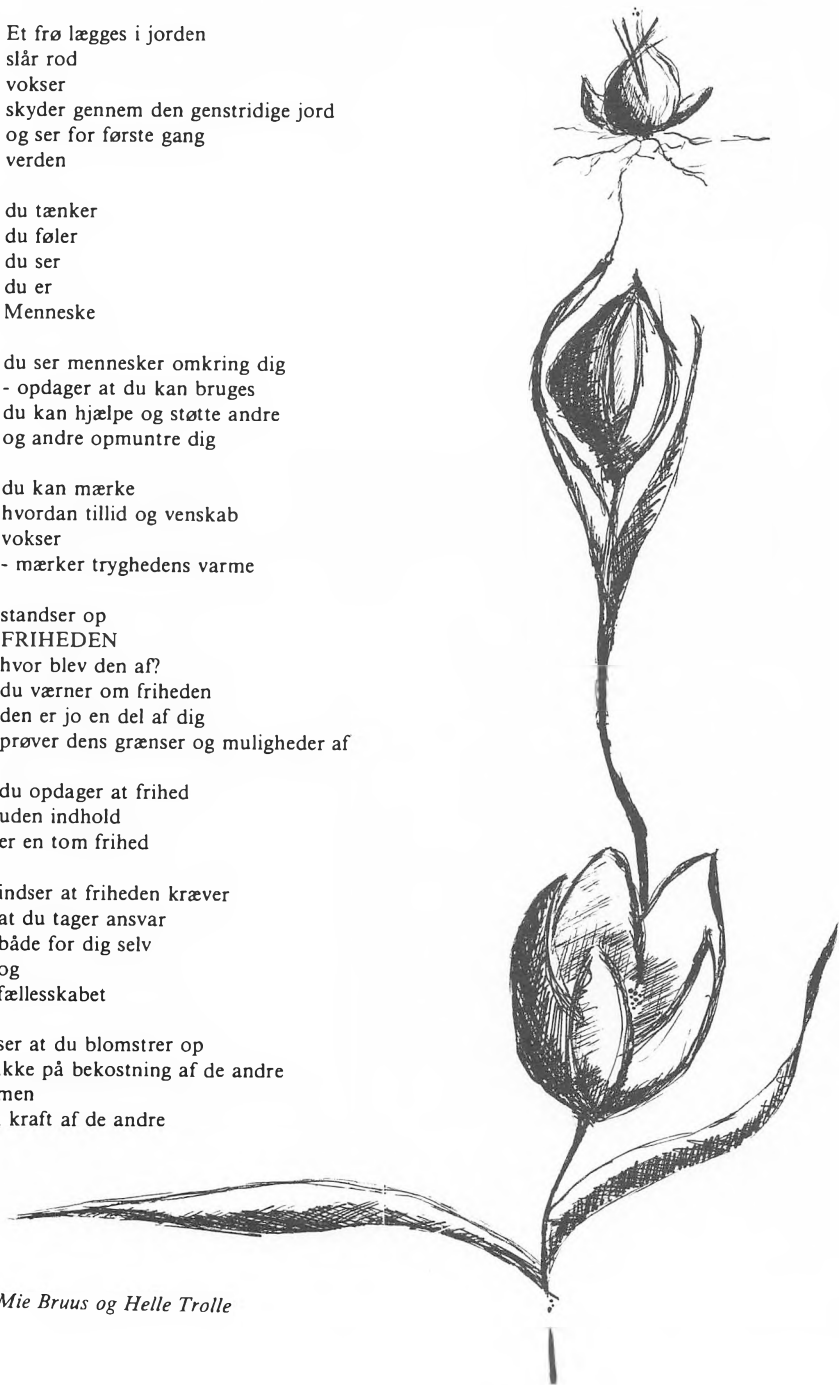 Et frø lægges i jorden
slår rod
vokser
skyder gennem den genstridige jord
og ser for første gang
verden
du tænker
du føler
du ser
du er
Menneske
du ser mennesker omkring dig
- opdager at du kan bruges
du kan hjælpe og støtte andre
og andre opmuntre dig
du kan mærke
hvordan tillid og venskab
vokser
- mærker tryghedens varme
standser op
FRIHEDEN
hvor blev den af?
du værner om friheden
den er jo en del af dig
prøver dens grænser og muligheder af
du opdager at frihed
uden indhold
er en tom frihed
indser at friheden kræver
at du tager ansvar
både for dig selv
og
fællesskabet
ser at du blomstrer op
kke på bekostning af de andre
men
kraft af de andre
Mie Bruus og Helle Trolle